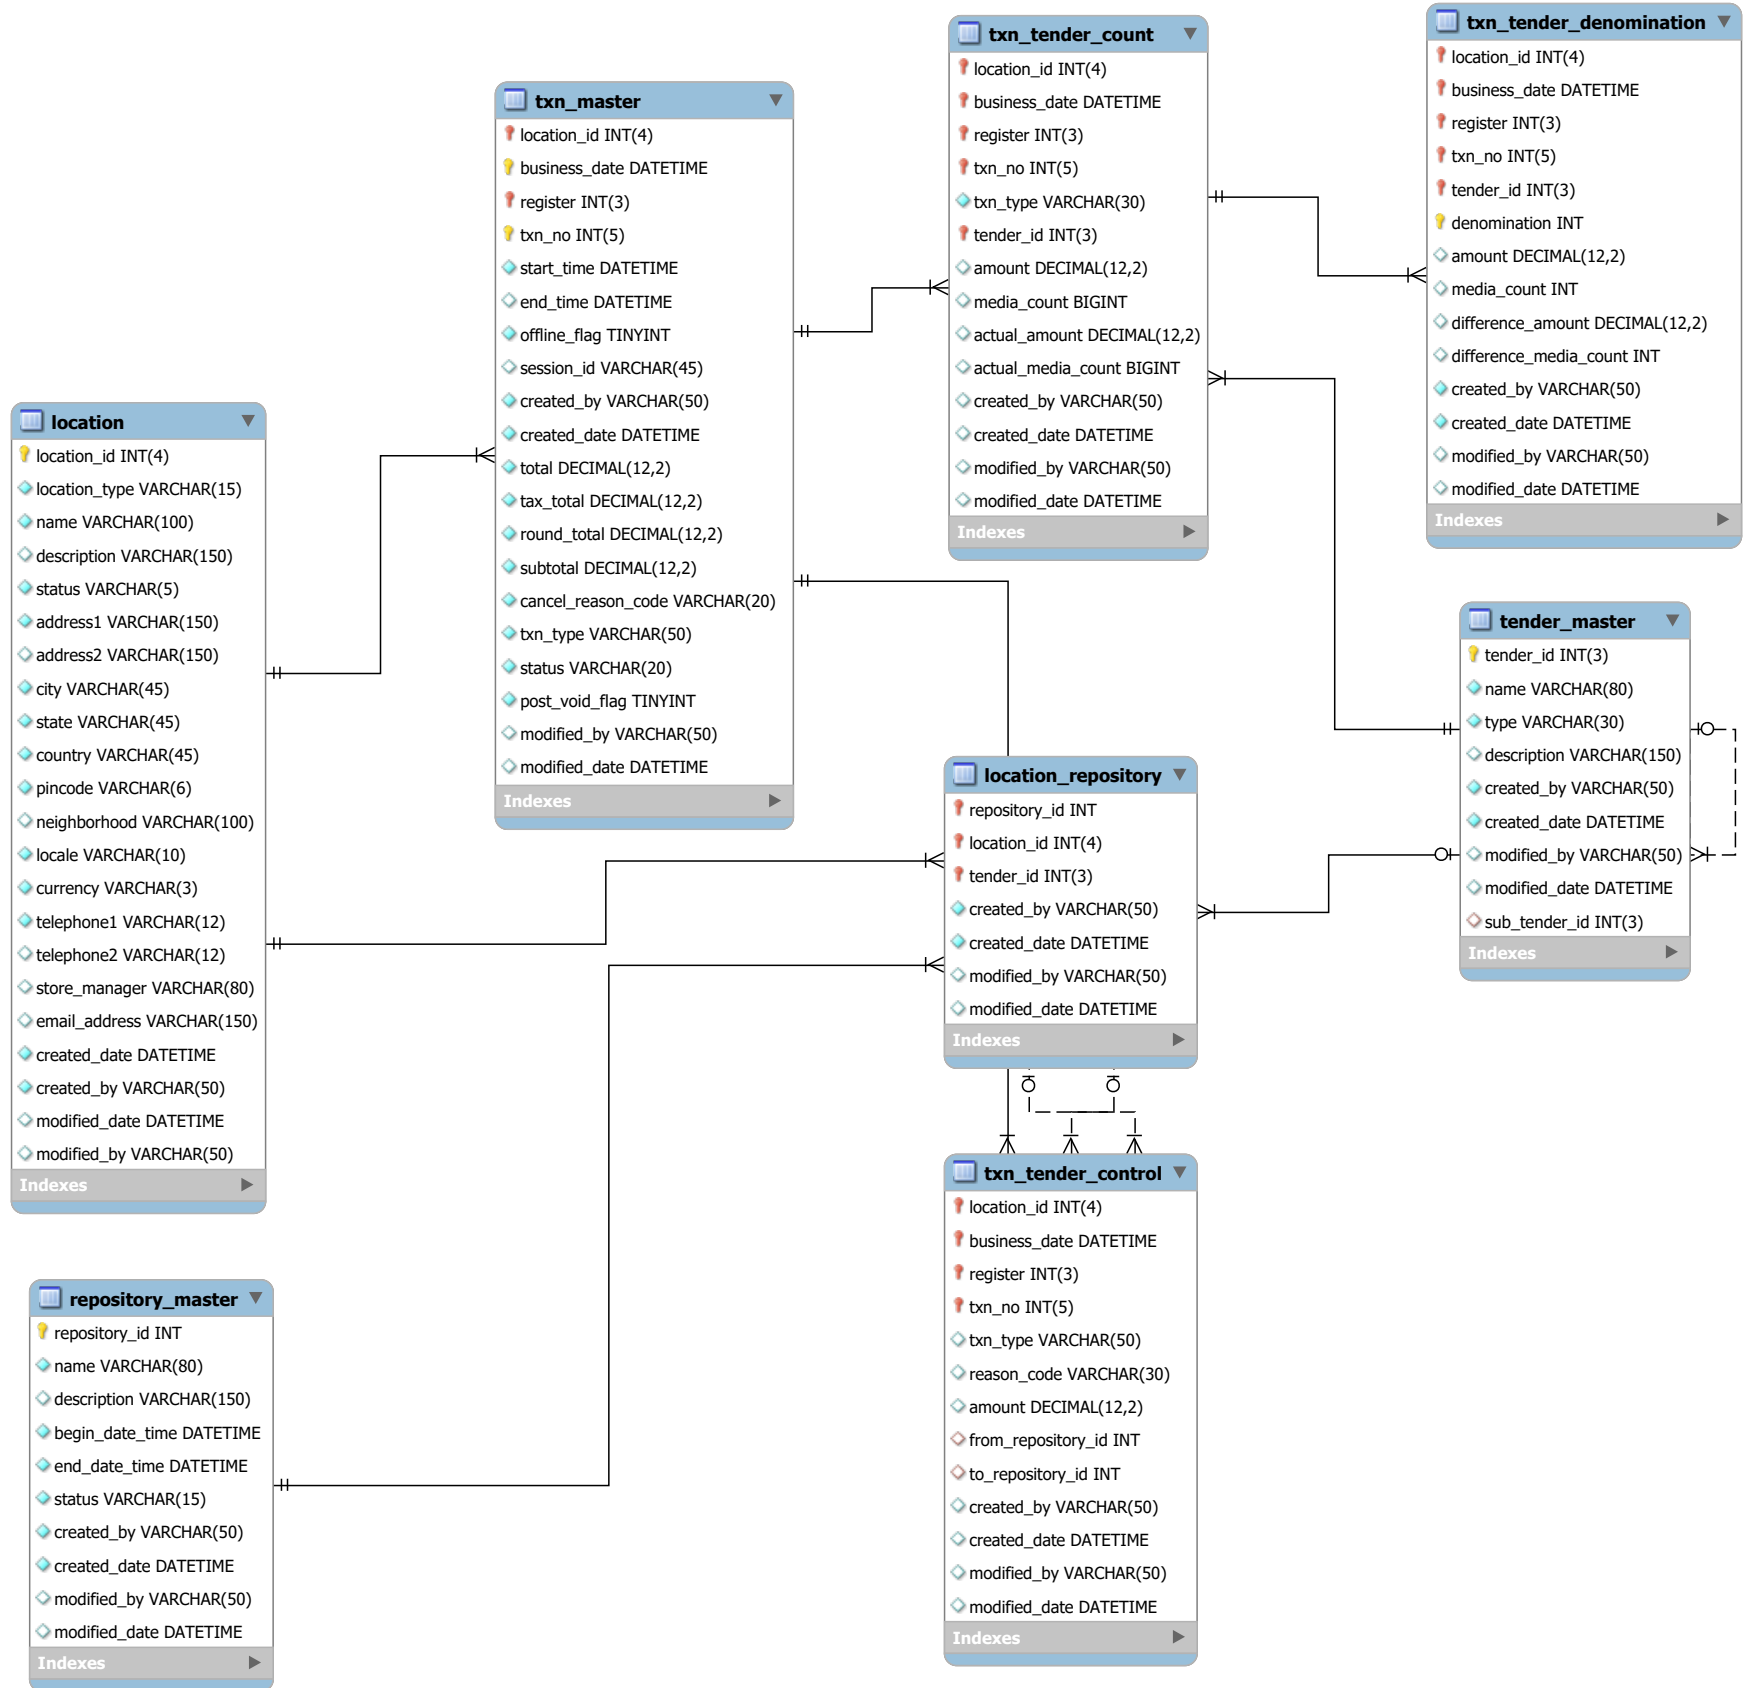 location
location_id INT(4)
location_type VARCHAR(15)
name VARCHAR(100)
description VARCHAR(150)
status VARCHAR(5)
address1 VARCHAR(150)
address2 VARCHAR(150)
city VARCHAR(45)
state VARCHAR(45)
country VARCHAR(45)
pincode VARCHAR(6)
neighborhood VARCHAR(100)
locale VARCHAR(10)
currency VARCHAR(3)
telephone1 VARCHAR(12)
telephone2 VARCHAR(12)
store_manager VARCHAR(80)
email_address VARCHAR(150)
created_date DATETIME
created_by VARCHAR(50)
modified_date DATETIME
modified_by VARCHAR(50)
Indexes
repository_master
repository_id INT
name VARCHAR(80)
description VARCHAR(150)
begin_date_time DATETIME
end_date_time DATETIME
status VARCHAR(15)
created_by VARCHAR(50)
created_date DATETIME
modified_by VARCHAR(50)
modified_date DATETIME
Indexes
txn_master
location_id INT(4)
business_date DATETIME
register INT(3)
txn_no INT(5)
start_time DATETIME
end_time DATETIME
offline_flag TINYINT
session_id VARCHAR(45)
created_by VARCHAR(50)
created_date DATETIME
total DECIMAL(12,2)
tax_total DECIMAL(12,2)
round_total DECIMAL(12,2)
subtotal DECIMAL(12,2)
cancel_reason_code VARCHAR(20)
txn_type VARCHAR(50)
status VARCHAR(20)
post_void_flag TINYINT
modified_by VARCHAR(50)
modified_date DATETIME
Indexes
txn_tender_count
location_id INT(4)
business_date DATETIME
register INT(3)
txn_no INT(5)
txn_type VARCHAR(30)
tender_id INT(3)
amount DECIMAL(12,2)
media_count BIGINT
actual_amount DECIMAL(12,2)
actual_media_count BIGINT
created_by VARCHAR(50)
created_date DATETIME
modified_by VARCHAR(50)
modified_date DATETIME
Indexes
location_repository
repository_id INT
location_id INT(4)
tender_id INT(3)
created_by VARCHAR(50)
created_date DATETIME
modified_by VARCHAR(50)
modified_date DATETIME
Indexes
txn_tender_control
location_id INT(4)
business_date DATETIME
register INT(3)
txn_no INT(5)
txn_type VARCHAR(50)
reason_code VARCHAR(30)
amount DECIMAL(12,2)
from_repository_id INT
to_repository_id INT
created_by VARCHAR(50)
created_date DATETIME
modified_by VARCHAR(50)
modified_date DATETIME
Indexes
txn_tender_denomination
location_id INT(4)
business_date DATETIME
register INT(3)
txn_no INT(5)
tender_id INT(3)
denomination INT
amount DECIMAL(12,2)
media_count INT
difference_amount DECIMAL(12,2)
difference_media_count INT
created_by VARCHAR(50)
created_date DATETIME
modified_by VARCHAR(50)
modified_date DATETIME
Indexes
tender_master
tender_id INT(3)
name VARCHAR(80)
type VARCHAR(30)
description VARCHAR(150)
created_by VARCHAR(50)
created_date DATETIME
modified_by VARCHAR(50)
modified_date DATETIME
sub_tender_id INT(3)
Indexes